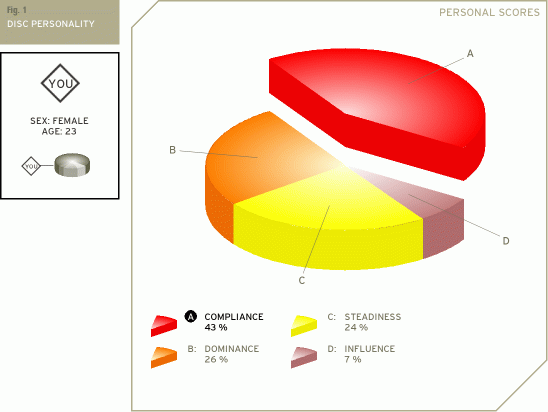 Fig. 1
DISC PERSONALITY
YOU
SEX: FEMALE
AGE: 23
YOU
PERSONAL SCORES
A
B
C
D
A COMPLIANCE
43 %
C: STEADINESS
24 %
B: DOMINANCE
26 %
D: INFLUENCE
7 %